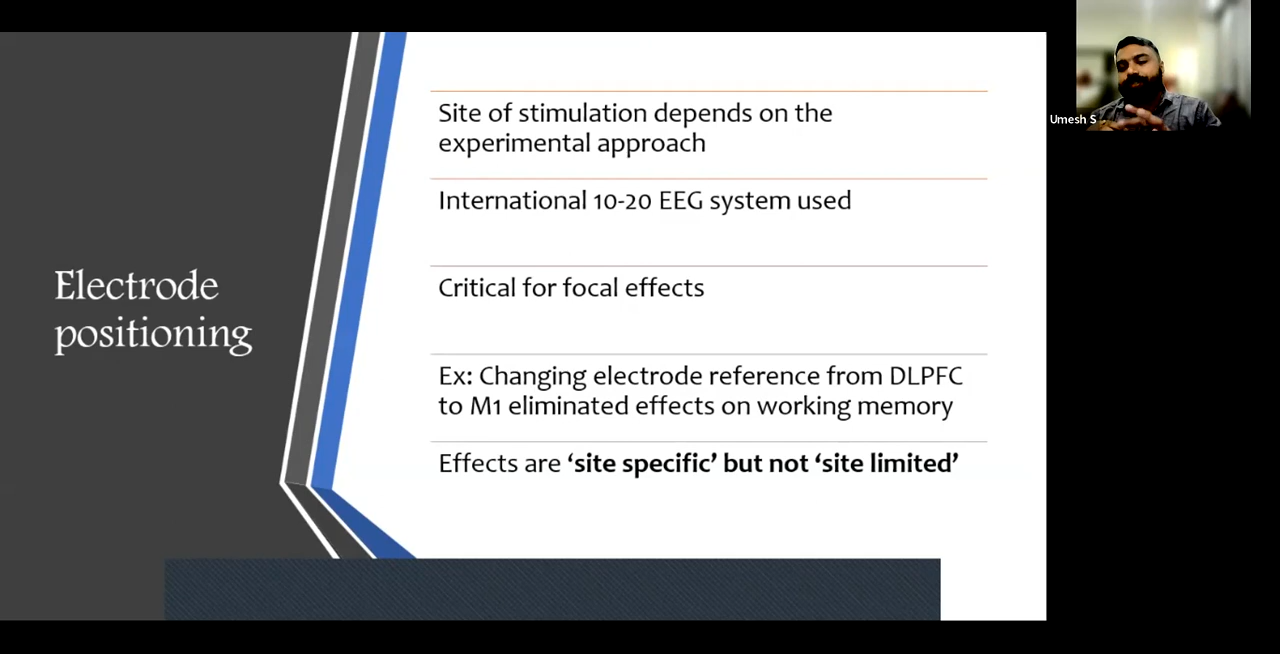 Electrode
positioning
Site of stimulation depends on the
experimental approach
International 10-20 EEG system used
Critical for focal effects
Ex: Changing electrode reference from DLPFC
to M1 eliminated effects on working memory
Effects are ‘site specific’ but not ‘site limited’
Umesh S